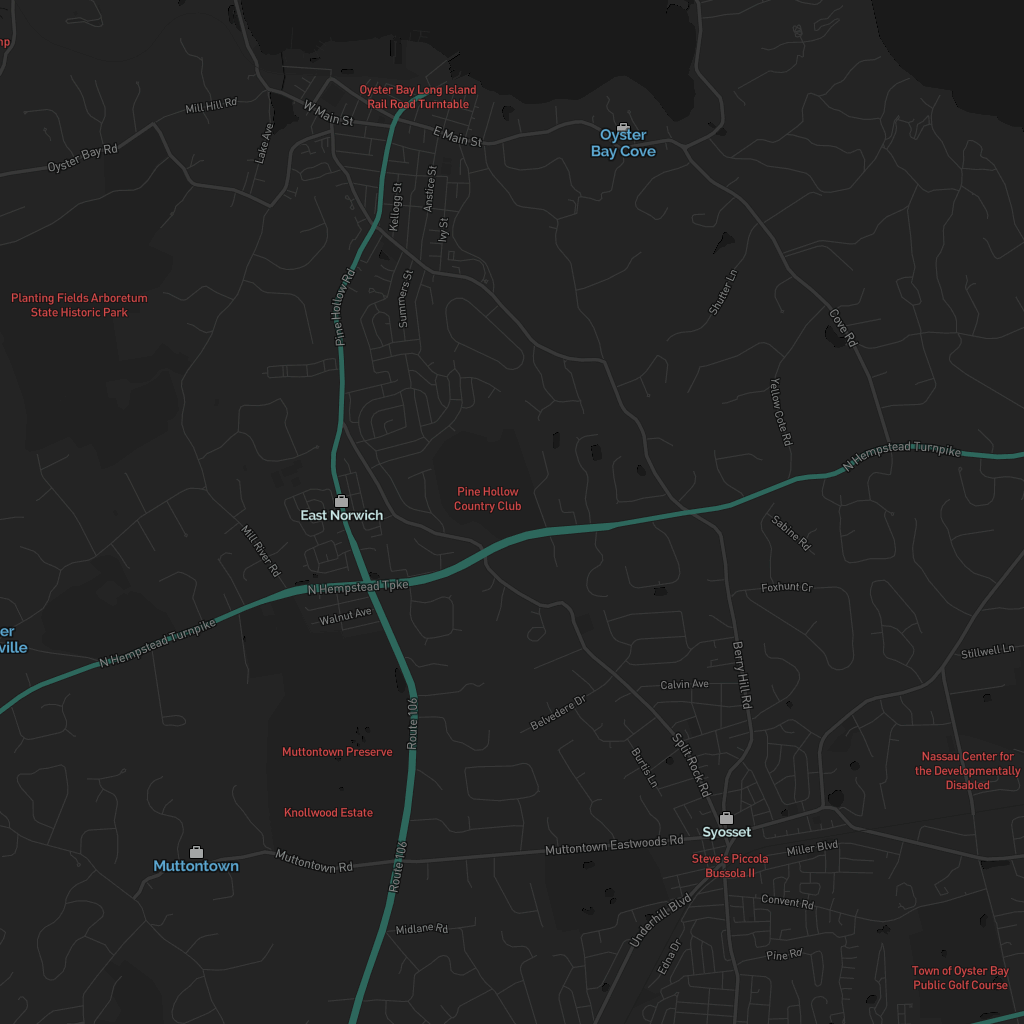 np
Oyster Bay Long Island
Rail Road Turntable
Mill Hill Rd
W Main St
E Main St
Oyster
Bay Cove
Lake Ave
Oyster Bay Rd
Kellogg St
Anstice St
Ivy St
Planting Fields Arboretum
State Historic Park
Pine Hollow Rd
Summers St
Shutter Ln
Cove Rd
Yellow Cote Rd
N Hempstead Turnpike
Pine Hollow
Country Club
East Norwich
Sabine Rd
Mill River Rd
N Hempstead Tpke
Foxhunt Cr
Walnut Ave
er
ville
N Hempstead Turnpike
Stillwell Ln
Berry Hill Rd
Calvin Ave
Belvedere Dr
Route 106
Muttontown Preserve
Split Rock Rd
Burtis Ln
Nassau Center for
the Developmentally
Disabled
Knollwood Estate
Syosset
Muttontown Eastwoods Rd
Miller Blvd
Muttontown
Muttontown Rd
Steve's Piccola
Bussola II
Route 106
Convent Rd
Underhill Blvd
Midlane Rd
Edna Dr
Pine Rd
Town of Oyster Bay
Public Golf Course